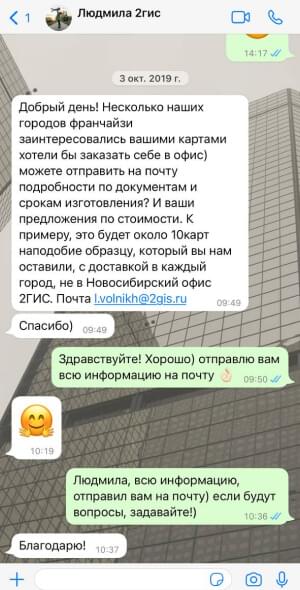 1
Людмила 2гис
14:17
3 окт. 2019 г.
Добрый день! Несколько наших
городов франчайзи
заинтересовались вашими картами
хотели бы заказать себе в офис)
можете отправить на почту
подробности по документам и
срокам изготовления? И ваши
предложения по стоимости. К
примеру, это будет около 10карт
наподобие образцу, который вы нам
оставили, с доставкой в каждый
город, не в Новосибирский офис
2ГИС. Почта l.volnikh@2gis.ru
09:49
Спасибо) 09:49
Здравствуйте! Хорошо) отправлю вам
всю информацию на почту 👌🏻 09:50
🤗
10:19
Людмила, всю информацию,
отправил вам на почту) если будут
вопросы, задавайте!) 10:36
Благодарю! 10:37